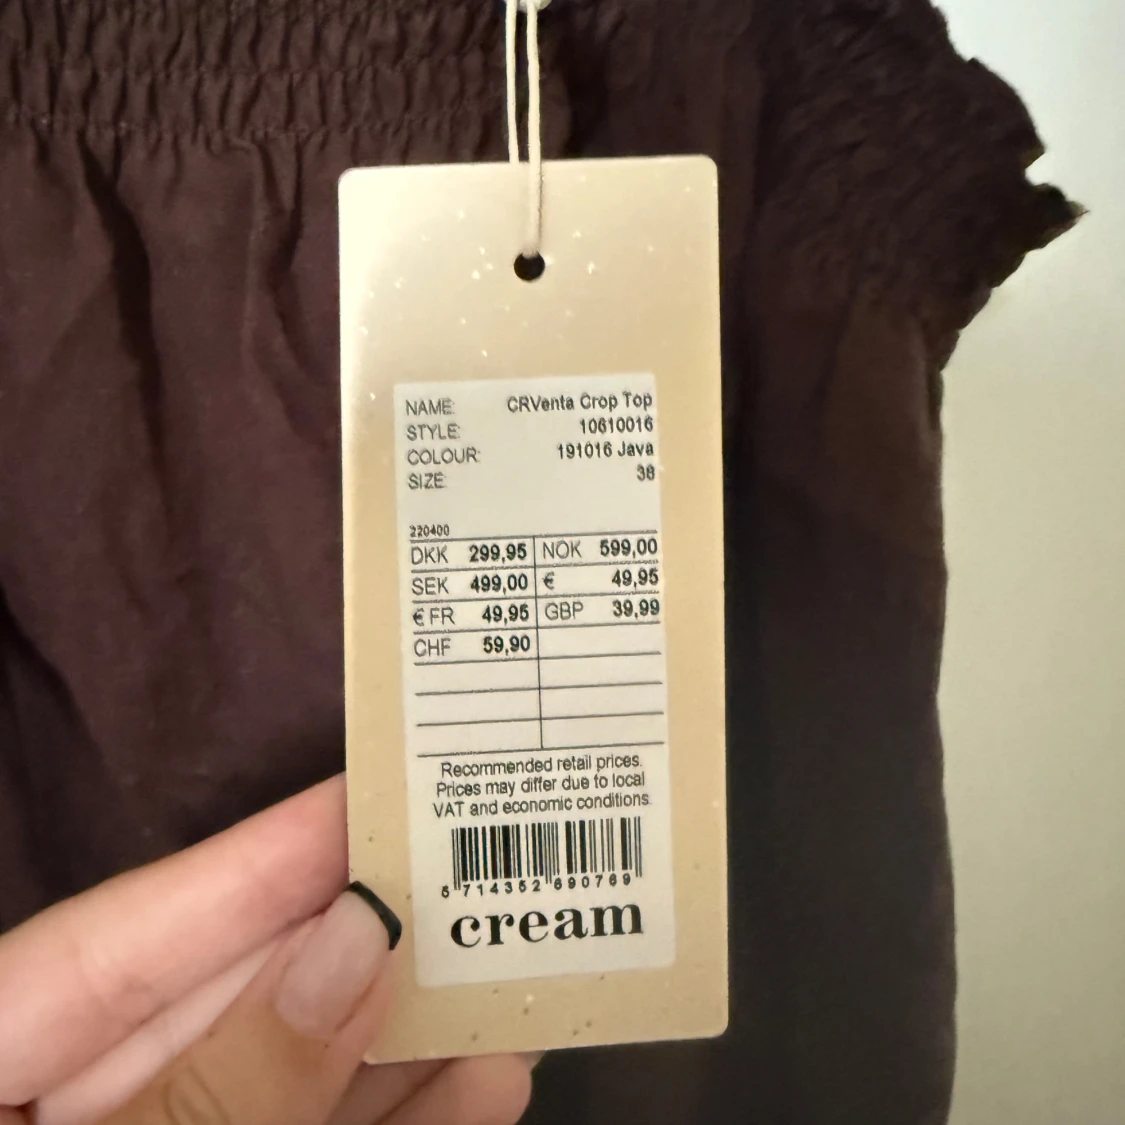 NAME: CRVenta Crop Top
STYLE: 10610016
COLOUR: 191016 Java
SIZE: 38
220400
DKK 299,95 NOK 599,00
SEK 499,00 € 49,95
€ FR 49,95 GBP 39,99
CHF 59,90
Recommended retail prices.
Prices may differ due to local
VAT and economic conditions.
5 714352 690769
cream